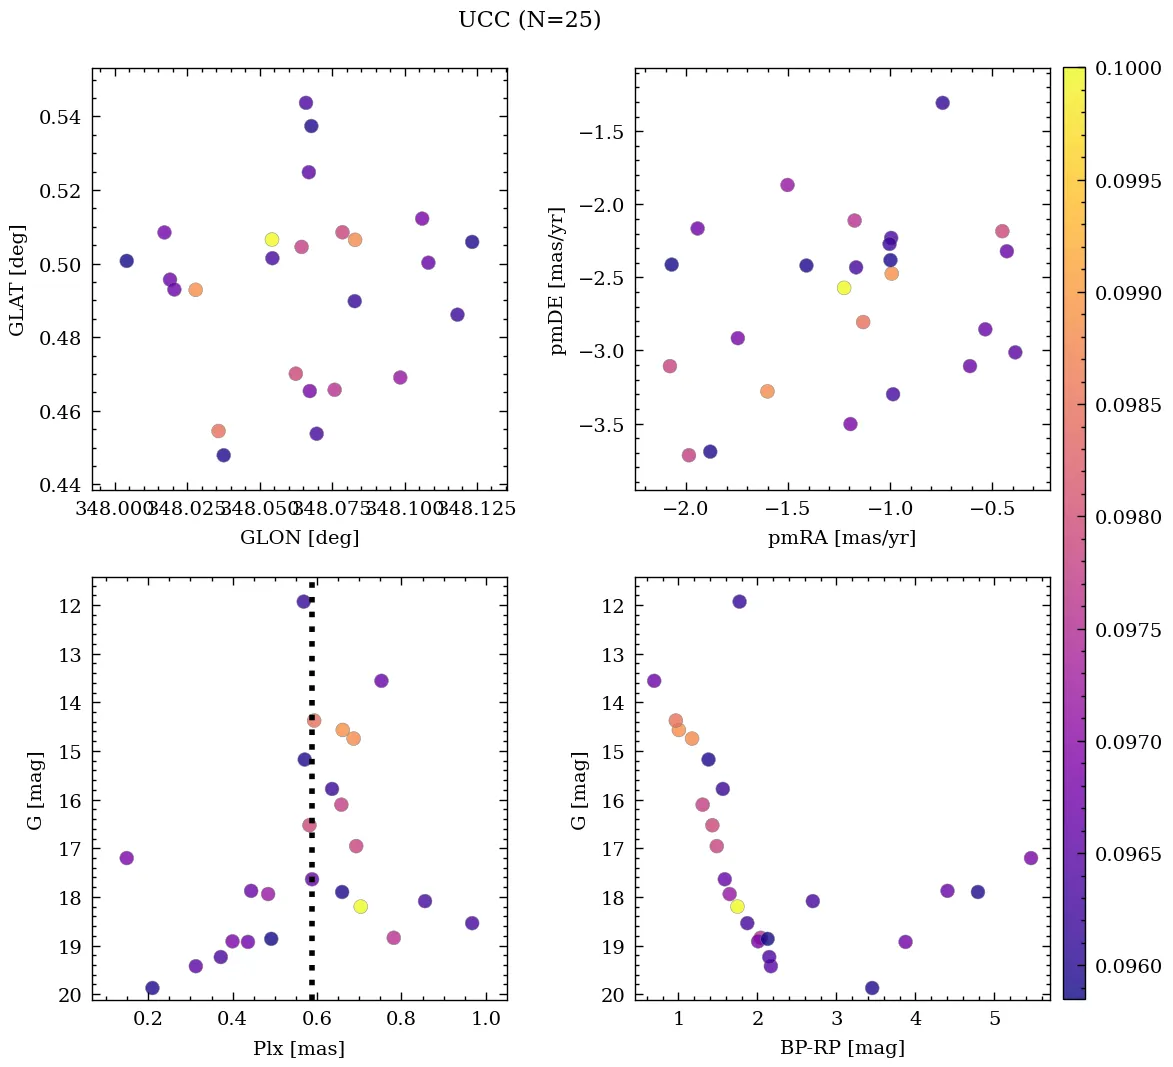 UCC (N=25)
0.54
0.52
0.50
0.48
0.46
0.44
GLAT [deg]
348.000 348.025 348.050 348.075 348.100 348.125
GLON [deg]
−1.5
−2.0
−2.5
−3.0
−3.5
pmDE [mas/yr]
−2.0 −1.5 −1.0 −0.5
pmRA [mas/yr]
0.1000
0.0995
0.0990
0.0985
0.0980
0.0975
0.0970
0.0965
0.0960
12
13
14
15
16
17
18
19
20
G [mag]
0.2 0.4 0.6 0.8 1.0
Plx [mas]
12
13
14
15
16
17
18
19
20
G [mag]
1 2 3 4 5
BP-RP [mag]